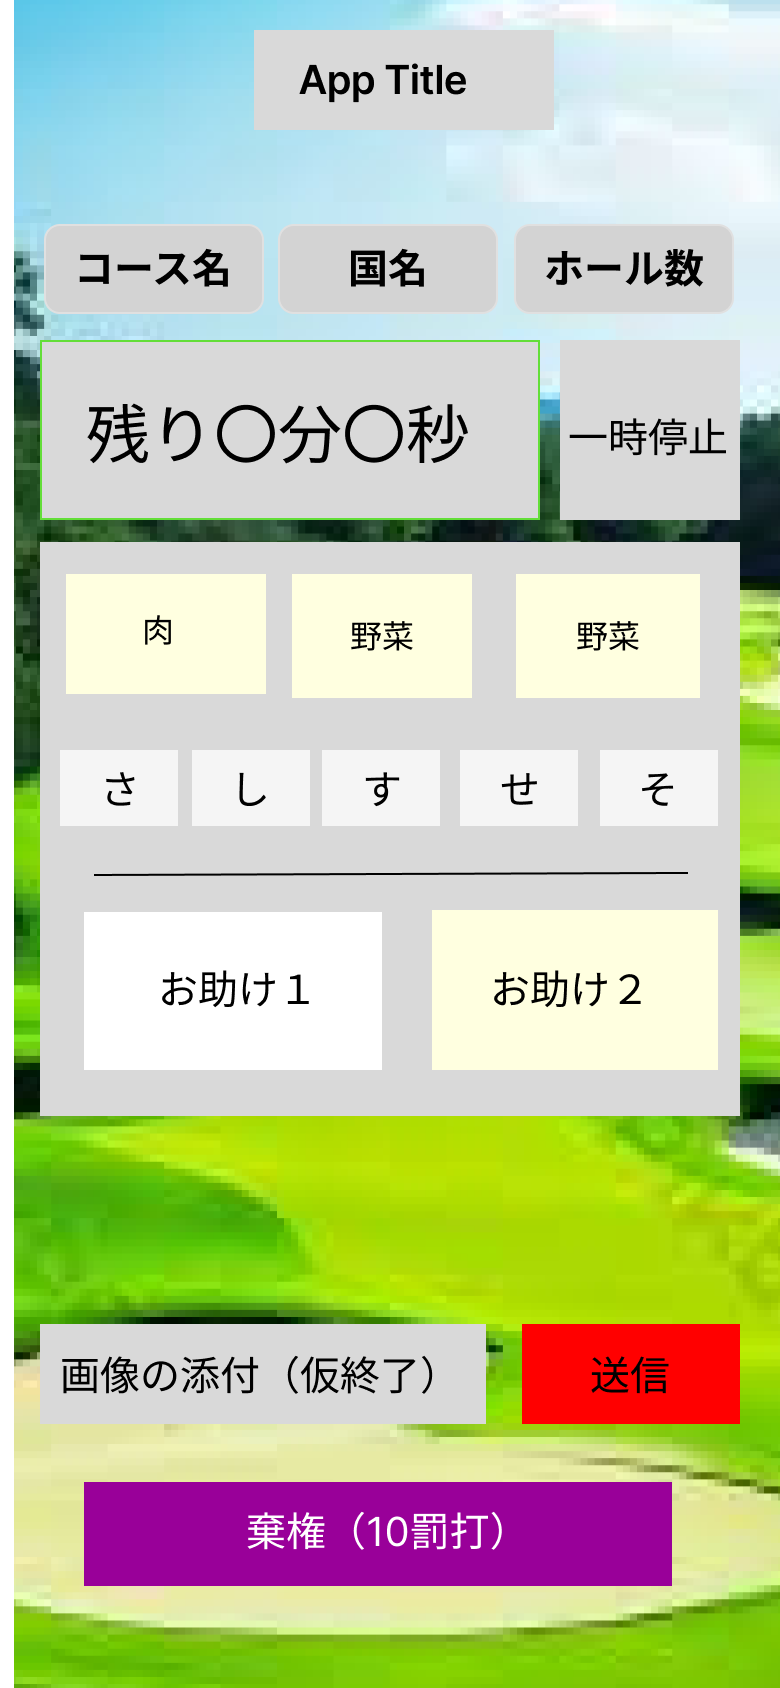 App Title
コース名
国名
ホール数
残り〇分〇秒
一時停止
肉
野菜
野菜
さ
し
す
せ
そ
お助け１
お助け２
画像の添付（仮終了）
送信
棄権（10罰打）